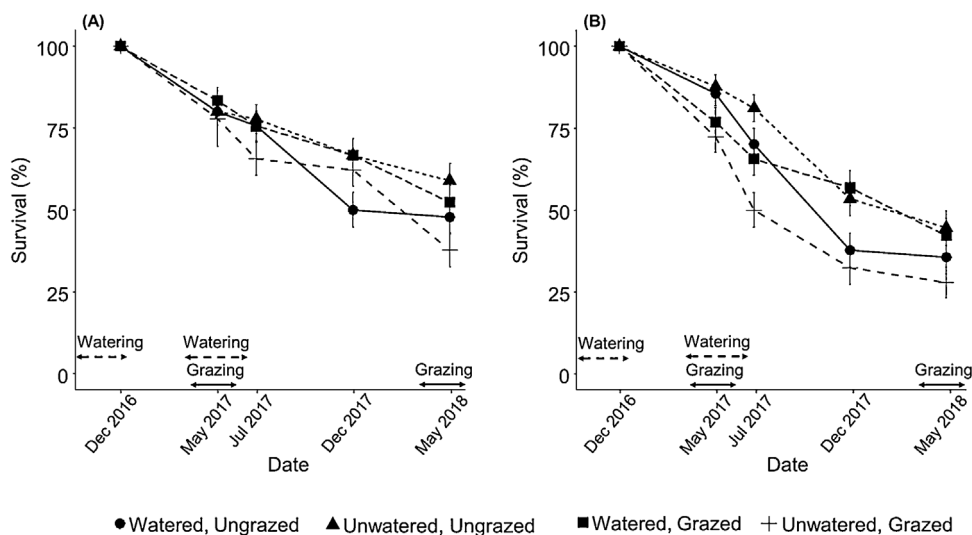 (A)
100
75
50
25
0
Survival (%)
Watering
Watering
Grazing
Grazing
Dec 2016
May 2017
Jul 2017
Dec 2017
May 2018
Date
(B)
100
75
50
25
0
Survival (%)
Watering
Watering
Grazing
Grazing
Dec 2016
May 2017
Jul 2017
Dec 2017
May 2018
Date
Watered, Ungrazed Unwatered, Ungrazed Watered, Grazed Unwatered, Grazed